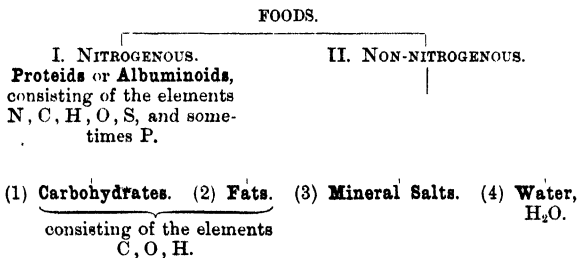 FOODS.
I. NITROGENOUS.
II. NON-NITROGENOUS.
Proteids or Albuminoids,
consisting of the elements
N, C, H, O, S, and some-
times P.
(1) Carbohydrates. (2) Fats. (3) Mineral Salts. (4) Water,
H₂O.
consisting of the elements
C, O, H.